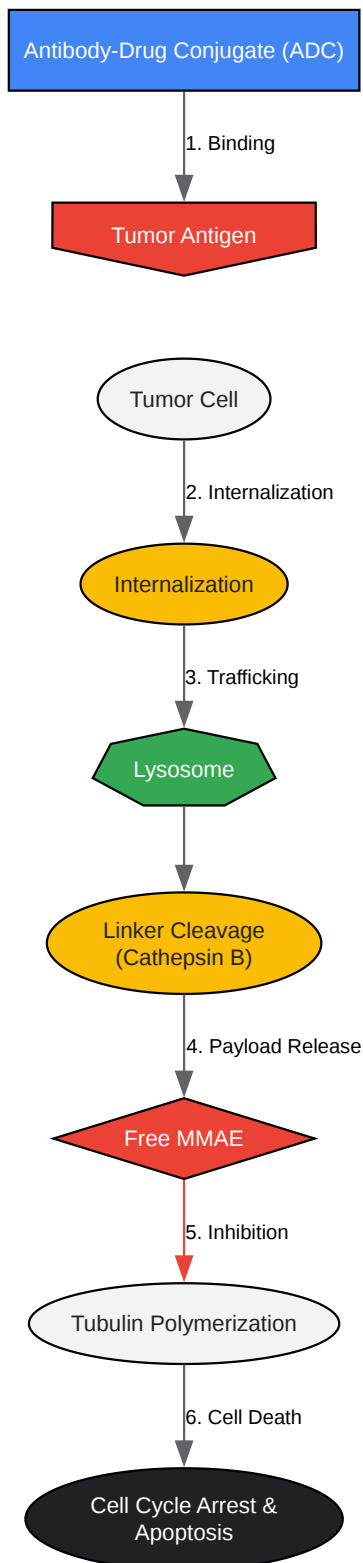 Antibody-Drug Conjugate (ADC)
1. Binding
Tumor Antigen
Tumor Cell
2. Internalization
Internalization
3. Trafficking
Lysosome
Linker Cleavage
(Cathepsin B)
4. Payload Release
Free MMAE
5. Inhibition
Tubulin Polymerization
6. Cell Death
Cell Cycle Arrest &
Apoptosis